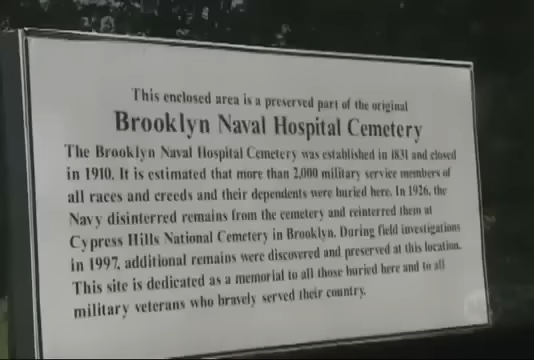 This enclosed area is a preserved part of the original
Brooklyn Naval Hospital Cemetery
The Brooklyn Naval Hospital Cemetery was established in 1831 and closed
in 1910. It is estimated that more than 2,000 military service members of
all races and creeds and their dependents were buried here. In 1926, the
Navy disinterred remains from the cemetery and reinterred them at
Cypress Hills National Cemetery in Brooklyn. During field investigations
in 1997, additional remains were discovered and preserved at this location.
This site is dedicated as a memorial to all those buried here and to all
military veterans who bravely served their country.